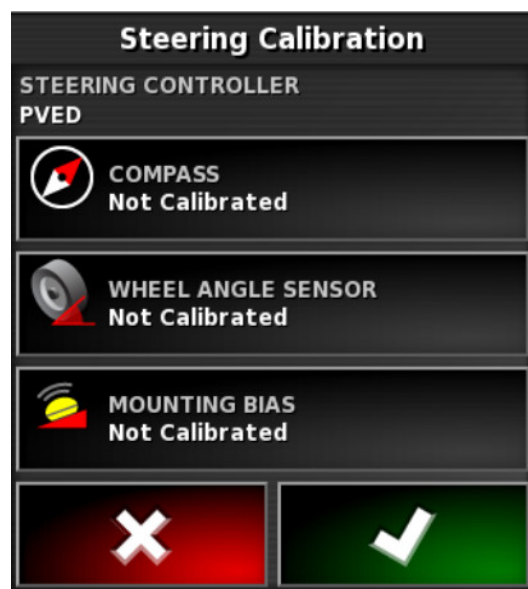 Steering Calibration
STEERING CONTROLLER
PVED
COMPASS
Not Calibrated
WHEEL ANGLE SENSOR
Not Calibrated
MOUNTING BIAS
Not Calibrated